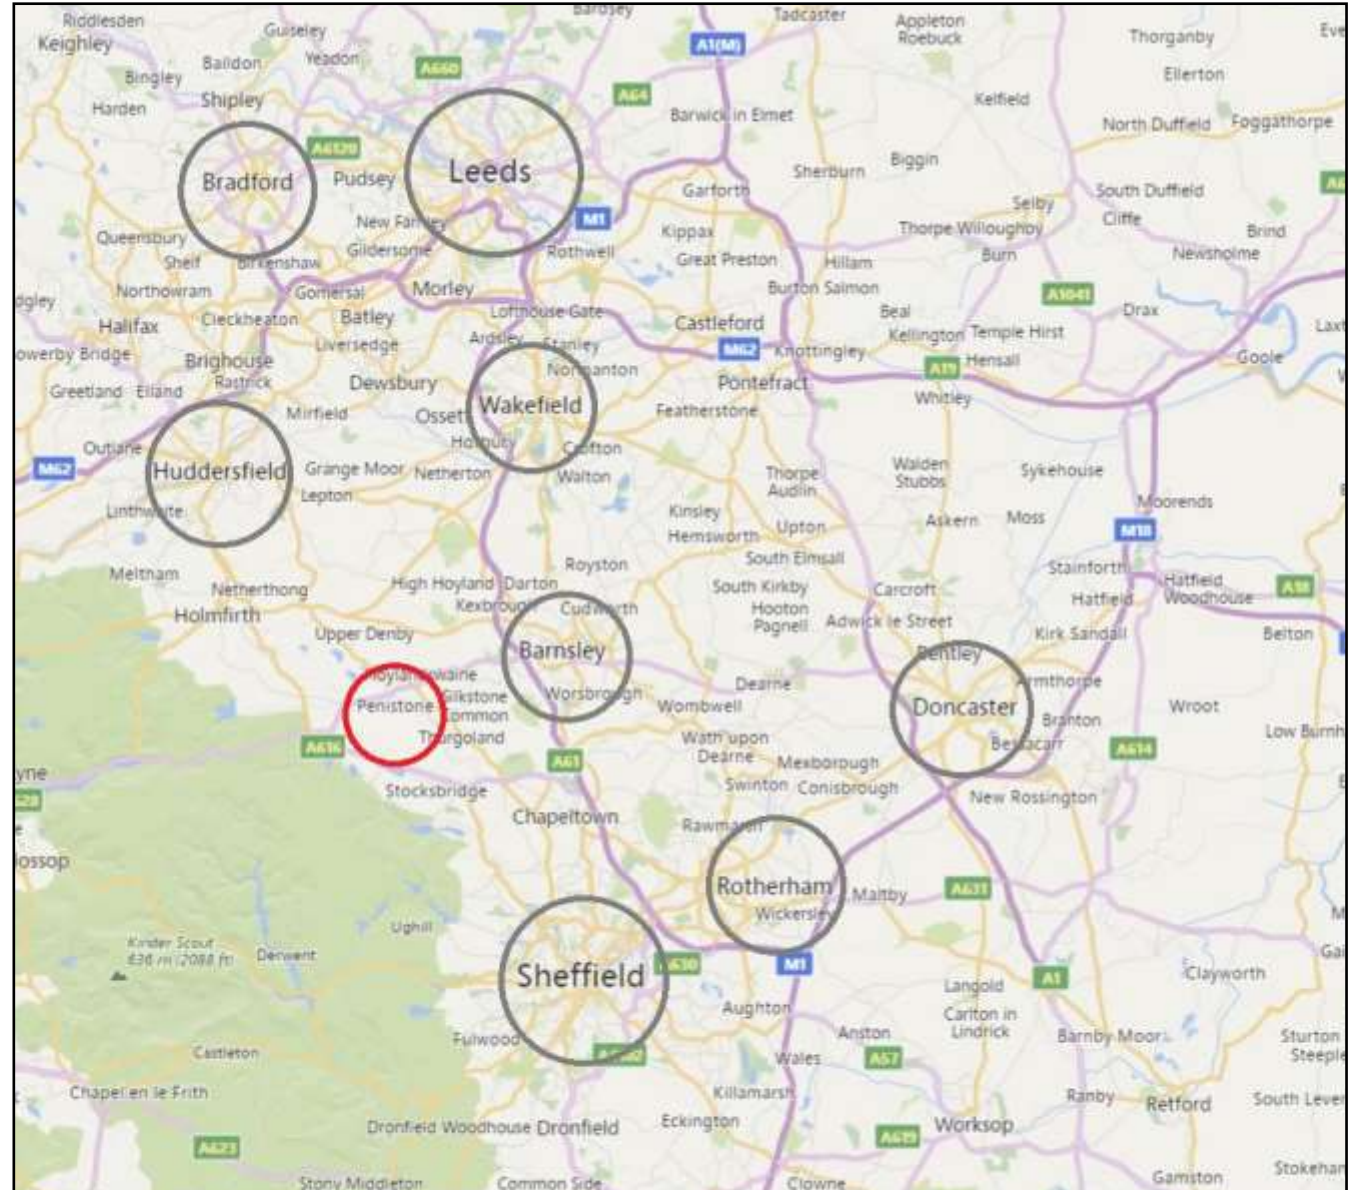 Riddlesden
Guiseley
Bardsey
Tadcaster
Appleton
Roebuck
Thorganby
Keighley
Baildon
Yeadon
A660
A1(M)
Bingley
Ellerton
Harden
Shipley
A64
Barwick in Elmet
Kelfield
North Duffield
Foggathorpe
A6120
Bradford
Pudsey
Leeds
Garforth
Sherburn
Biggin
South Duffield
Selby
Cliffe
New Farnley
M1
Queensbury
Gildersome
Rothwell
Kippax
Thorpe Willoughby
Brind
Shelf
Birkenshaw
Great Preston
Hillam
Burn
Newsholme
Northowram
Gomersal
Morley
Burton Salmon
A1041
Halifax
Cleckheaton
Batley
Lofthouse Gate
Castleford
Beal
Drax
Liversedge
Ardsley
Stanley
M62
Knottingley
Kellington
Temple Hirst
owerby Bridge
Brighouse
Normanton
A19
Hensall
Goole
Greetland
Elland
Rastrick
Dewsbury
Pontefract
Whitley
Mirfield
Ossett
Wakefield
Featherstone
Outlane
Horbury
Crofton
M62
Huddersfield
Grange Moor
Netherton
Walton
Thorpe
Audlin
Walden
Stubbs
Sykehouse
Lepton
Linthwaite
Kinsley
Askern
Moss
Moorends
Hemsworth
Upton
M18
South Elmsall
Meltham
Netherthong
High Hoyland
Darton
Royston
South Kirkby
Carcroft
Stainforth
Hatfield
Woodhouse
A18
Holmfirth
Kexbrough
Cudworth
Hooton
Pagnell
Adwick le Street
Hatfield
Upper Denby
Kirk Sandall
Belton
Barnsley
Bentley
Hoylandswaine
Worsbrough
Dearne
Armthorpe
Penistone
Gilkstone
Common
Wombwell
Doncaster
Branton
Wroot
A616
Thurgoland
Wath upon
Dearne
Bessacarr
A614
Low Burnh
yne
A61
Mexborough
Stocksbridge
Swinton
Conisbrough
New Rossington
Chapeltown
Rawmarsh
lossop
Rotherham
Maltby
A631
Wickersley
Ughill
Kinder Scout
636 m (2088 ft)
Derwent
Sheffield
A630
M1
A1
Clayworth
Langold
Aughton
Carlton in
Lindrick
Fulwood
Anston
Barnby Moor
Sturton
Steeple
Castleton
Wales
A57
Chapel en le Frith
Killamarsh
Ranby
Retford
South Lever
Dronfield Woodhouse
Dronfield
Eckington
A619
Worksop
A623
Stony Middleton
Common Side
Clowne
Gamston
Stokeham